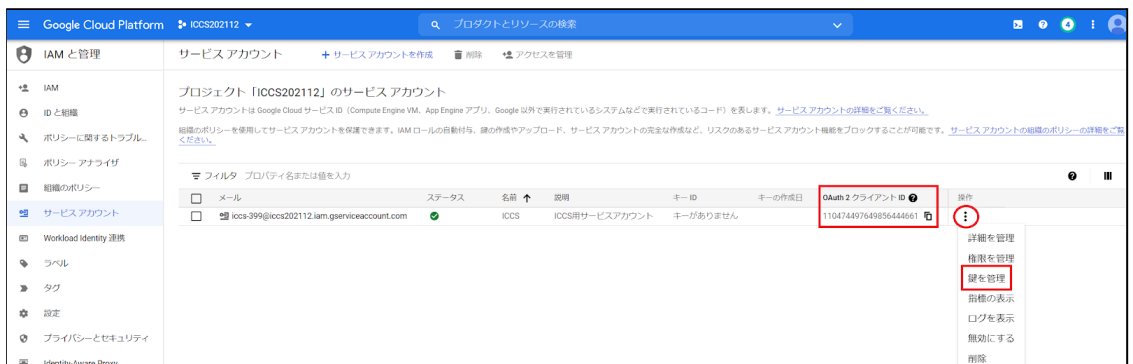 Google Cloud Platform ICCS202112 プロダクトとリソースの検索 4
IAM と管理 サービス アカウント + サービス アカウントを作成 削除 アクセスを管理
IAM
ID と組織
ポリシーに関するトラブル...
ポリシー アナライザ
組織のポリシー
サービス アカウント
Workload Identity 連携
ラベル
タグ
設定
プライバシーとセキュリティ
Identity-Aware Proxy
プロジェクト「ICCS202112」のサービス アカウント
サービス アカウントは Google Cloud サービス ID（Compute Engine VM、App Engine アプリ、Google 以外で実行されているシステムなどで実行されているコード）を表します。 サービス アカウントの詳細をご覧ください。
組織のポリシーを使用してサービス アカウントを保護できます。IAM ロールの自動付与、鍵の作成やアップロード、サービス アカウントの完全な作成など、リスクのあるサービス アカウント機能をブロックすることが可能です。 サービス アカウントの組織のポリシーの詳細をご覧
ください。
フィルタ プロパティ名または値を入力
メール ステータス 名前 ↑ 説明 キー ID キーの作成日 OAuth 2 クライアント ID 操作
iccs-399@iccs202112.iam.gserviceaccount.com ICCS ICCS用サービスアカウント キーがありません 110474497649856444661
詳細を管理
権限を管理
鍵を管理
指標の表示
ログを表示
無効にする
削除